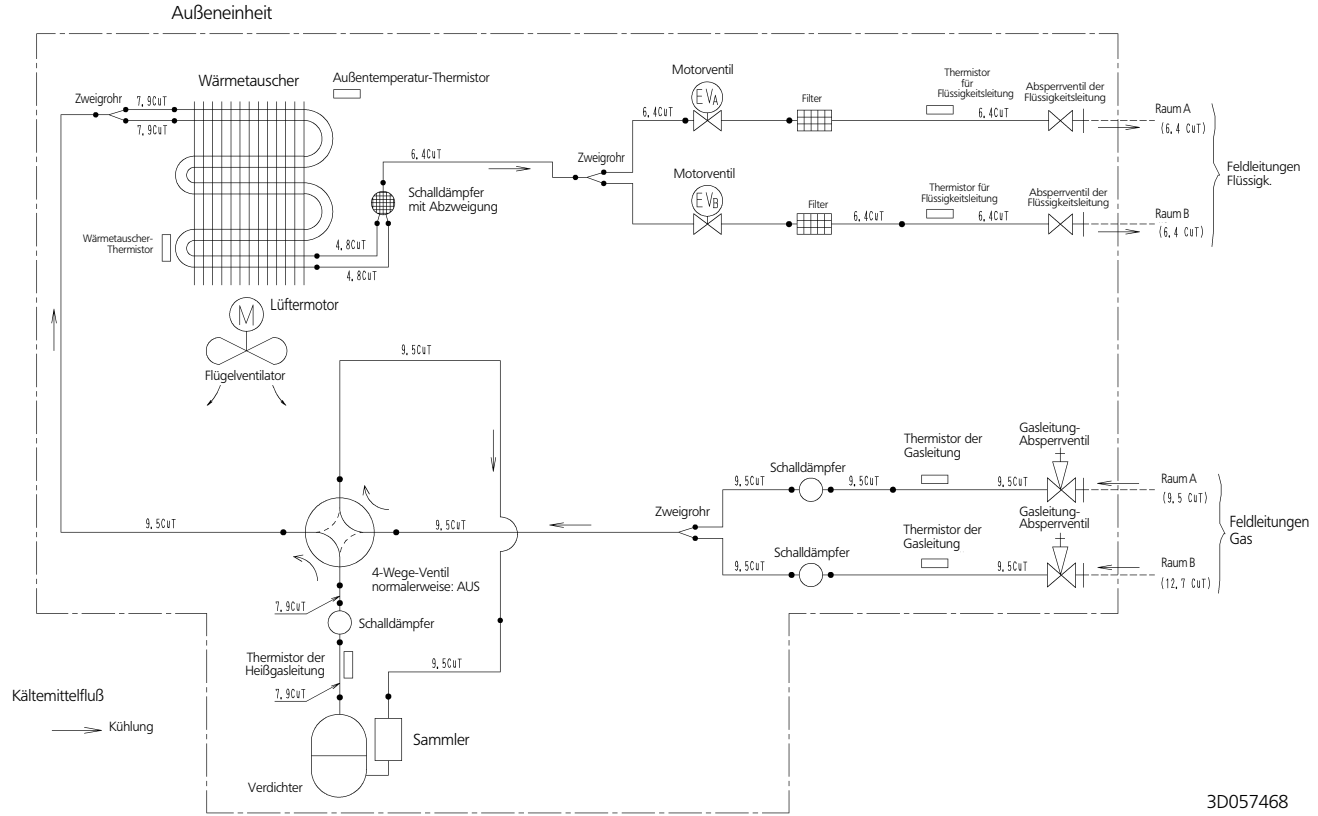 Außeneinheit
Wärmetauscher
Außentemperatur-Thermistor
Zweigrohr
7,9CuT
7,9CuT
Motorventil
EVA
6,4CuT
Filter
Thermistor
für
Flüssigkeitsleitung
6,4CuT
Absperrventil der
Flüssigkeitsleitung
Raum A
(6,4 CuT)
6,4CuT
Zweigrohr
Schalldämpfer
mit Abzweigung
Motorventil
EVB
Filter
6,4CuT
Thermistor für
Flüssigkeitsleitung
6,4CuT
Absperrventil der
Flüssigkeitsleitung
Raum B
(6,4 CuT)
Feldleitungen
Flüssigk.
Wärmetauscher-
Thermistor
4,8CuT
4,8CuT
M
Lüftermotor
Flügelventilator
9,5CuT
9,5CuT
9,5CuT
4-Wege-Ventil
normalerweise: AUS
Zweigrohr
9,5CuT
Schalldämpfer
9,5CuT
Thermistor der
Gasleitung
9,5CuT
Gasleitung-
Absperrventil
Raum A
(9,5 CuT)
9,5CuT
Schalldämpfer
Thermistor der
Gasleitung
9,5CuT
Gasleitung-
Absperrventil
Raum B
(12,7 CuT)
Feldleitungen
Gas
7,9CuT
Schalldämpfer
Thermistor der
Heißgasleitung
7,9CuT
9,5CuT
Sammler
Verdichter
Kältemittelfluß
Kühlung
3D057468